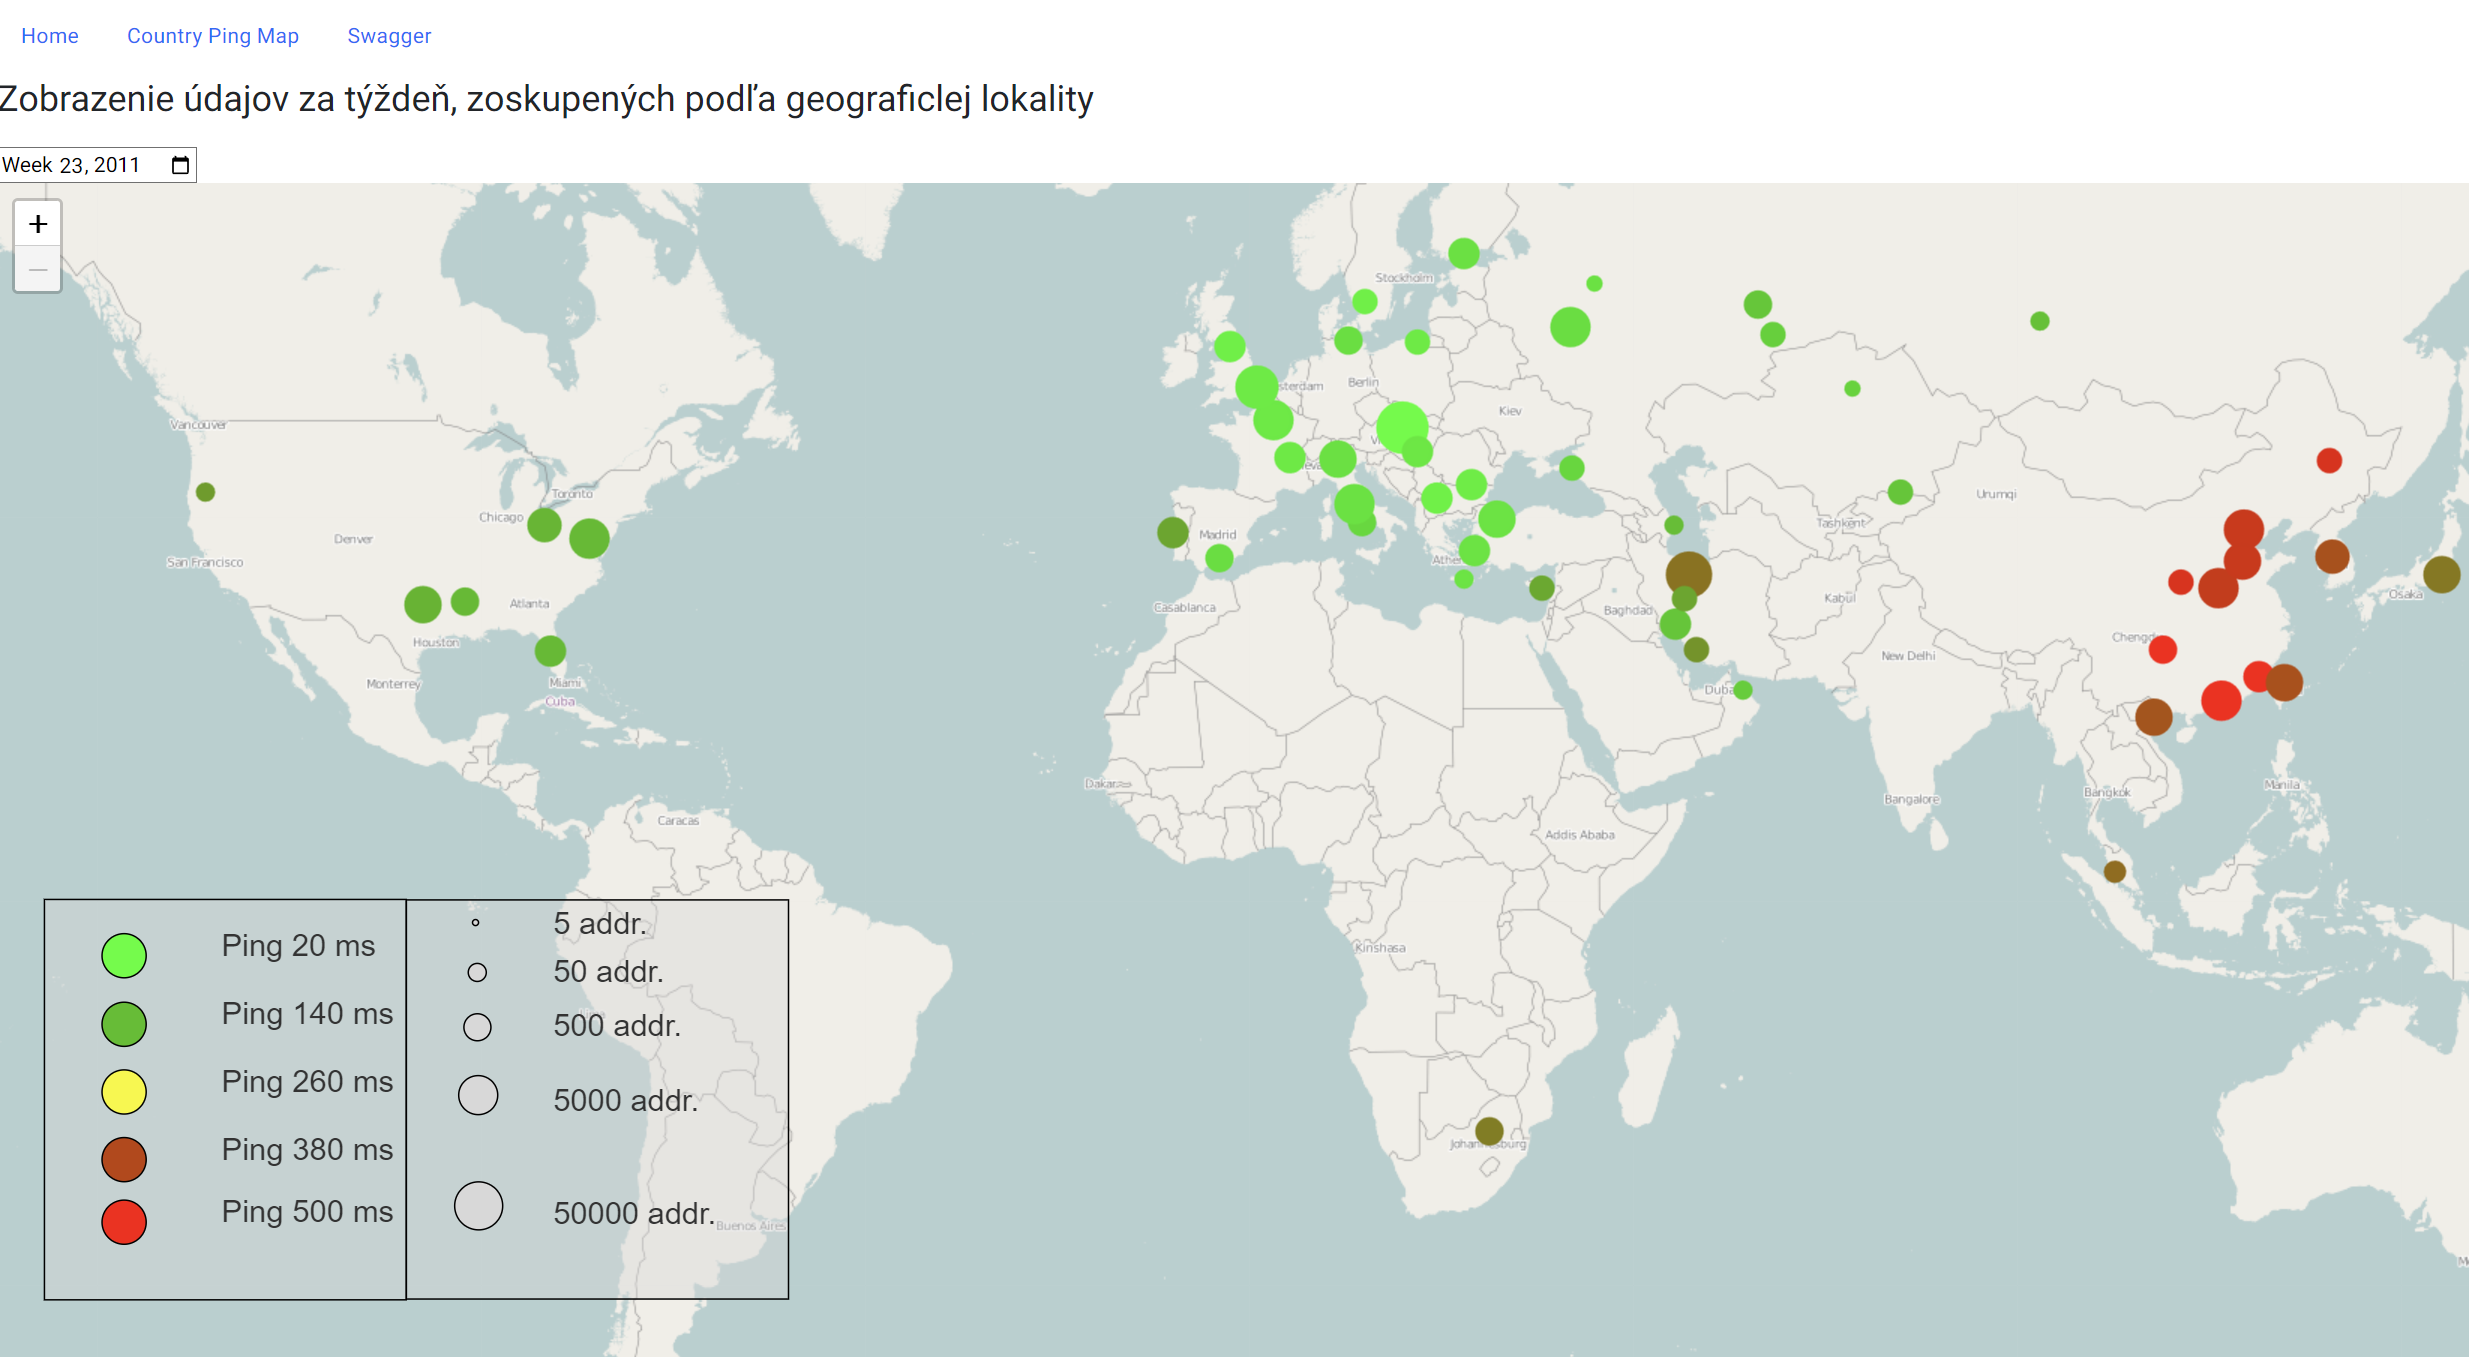 Home Country Ping Map Swagger
Zobrazenie údajov za týždeň, zoskupených podľa geograficlej lokality
Week 23, 2011
+
−
Stockholm
sterdam
Berlin
Kiev
Vancouver
Toronto
Chicago
Urumqi
Tashkent
Denver
Madrid
San Francisco
Athen
Osaka
Kabul
Atlanta
Casablanca
Baghdad
Chengd
Houston
New Delhi
Miami
Monterrey
Duba
Cuba
Dakar
Bangkok
Manila
Bangalore
Caracas
Addis Ababa
Kinshasa
Johan sburg
Buenos Aires
Ping 20 ms
Ping 140 ms
Ping 260 ms
Ping 380 ms
Ping 500 ms
5 addr.
50 addr.
500 addr.
5000 addr.
50000 addr.